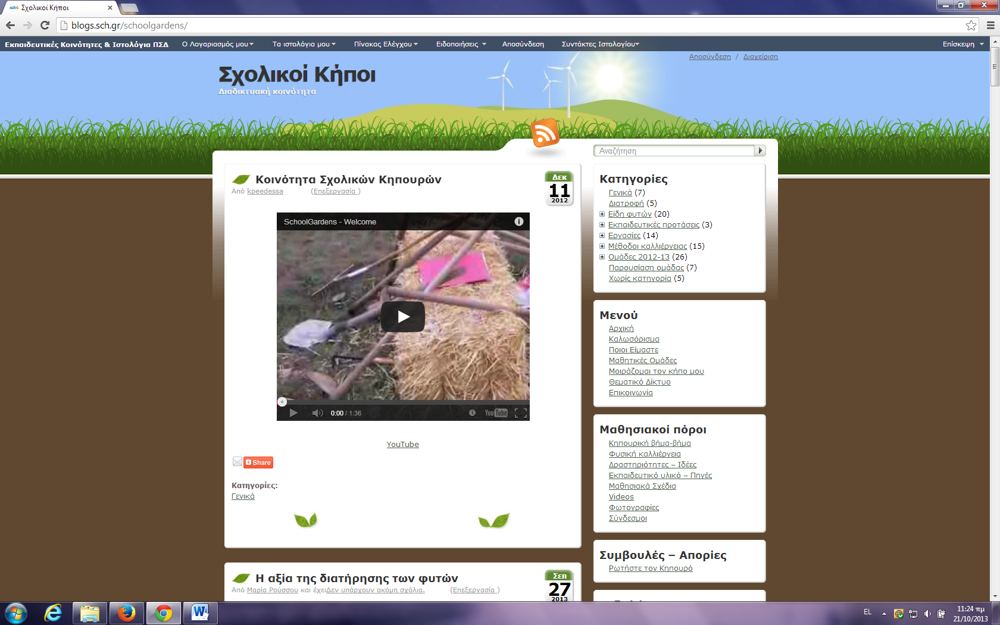 Σχολικοί Κήποι
blogs.sch.gr/schoolgardens/
Εκπαιδευτικές Κοινότητες & Ιστολόγια ΠΣΔ Ο Λογαριασμός μου Τα ιστολόγια μου Πίνακας Ελέγχου Ειδοποιήσεις Αποσύνδεση Συντάκτες Ιστολογίου Επίσκεψη
Αποσύνδεση / Διαχείριση
Σχολικοί Κήποι
Διαδικτυακή κοινότητα
Αναζήτηση
Κοινότητα Σχολικών Κηπουρών
Από kpeedessa (Επεξεργασία )
Δεκ
11
2012
SchoolGardens - Welcome
0:00 / 1:36
YouTube
YouTube
Share
Κατηγορίες:
Γενικά
Η αξία της διατήρησης των φυτών
Από Μαρία Ρούσσου και έχειΔεν υπάρχουν ακόμη σχόλια. (Επεξεργασία )
Σεπ
27
2013
Κατηγορίες
Γενικά (7)
Διατροφή (5)
Είδη φυτών (20)
Εκπαιδευτικές προτάσεις (3)
Εργασίες (14)
Μέθοδοι καλλιέργειας (15)
Ομάδες 2012-13 (26)
Παρουσίαση ομάδας (7)
Χωρίς κατηγορία (5)
Μενού
Αρχική
Καλωσόρισμα
Ποιοι Είμαστε
Μαθητικές Ομάδες
Μοιράζομαι τον κήπο μου
Θεματικό Δίκτυο
Επικοινωνία
Μαθησιακοί πόροι
Κηπουρική βήμα-βήμα
Φυσική καλλιέργεια
Δραστηριότητες – Ιδέες
Εκπαιδευτικό υλικό – Πηγές
Μαθησιακά Σχέδια
Videos
Φωτογραφίες
Σύνδεσμοι
Συμβουλές – Απορίες
Ρωτήστε τον Κηπουρό
EL
11:24 πμ
21/10/2013